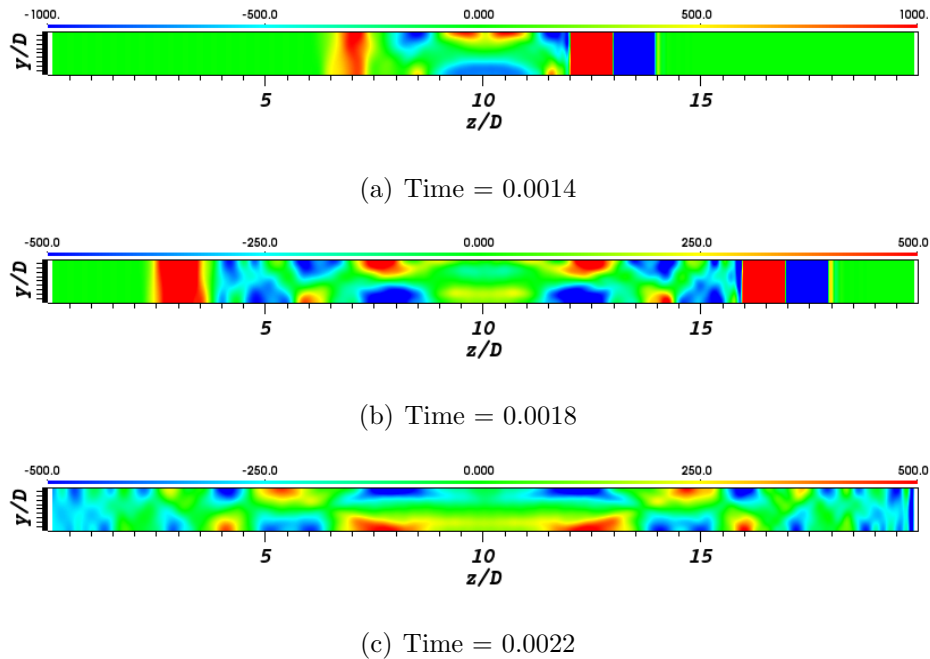 -1000. -500.0 0.000 500.0 1000.
y/D
5 10 15
z/D
(a) Time = 0.0014
-500.0 -250.0 0.000 250.0 500.0
y/D
5 10 15
z/D
(b) Time = 0.0018
-500.0 -250.0 0.000 250.0 500.0
y/D
5 10 15
z/D
(c) Time = 0.0022